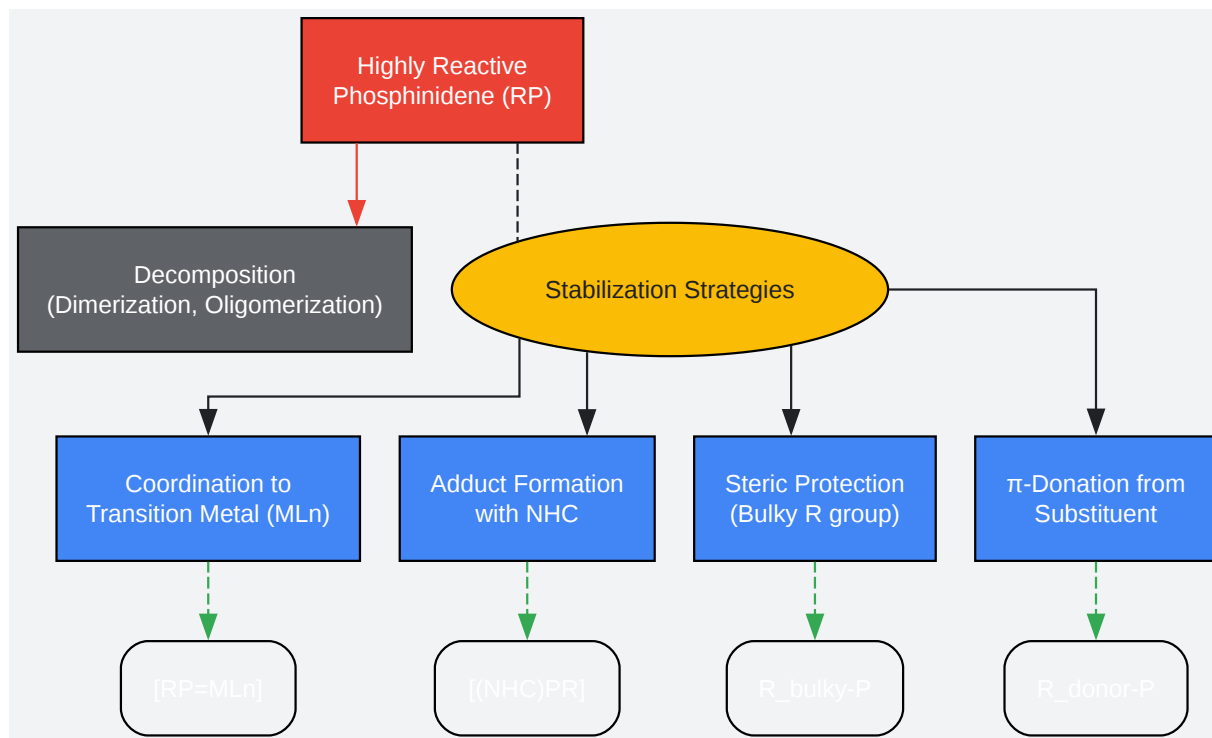 Highly Reactive
Phosphinidene (RP)
Decomposition
(Dimerization, Oligomerization)
Stabilization Strategies
Coordination to
Transition Metal (MLn)
Adduct Formation
with NHC
Steric Protection
(Bulky R group)
π-Donation from
Substituent
[RP=MLn]
[(NHC)PR]
R_bulky-P
R_donor-P